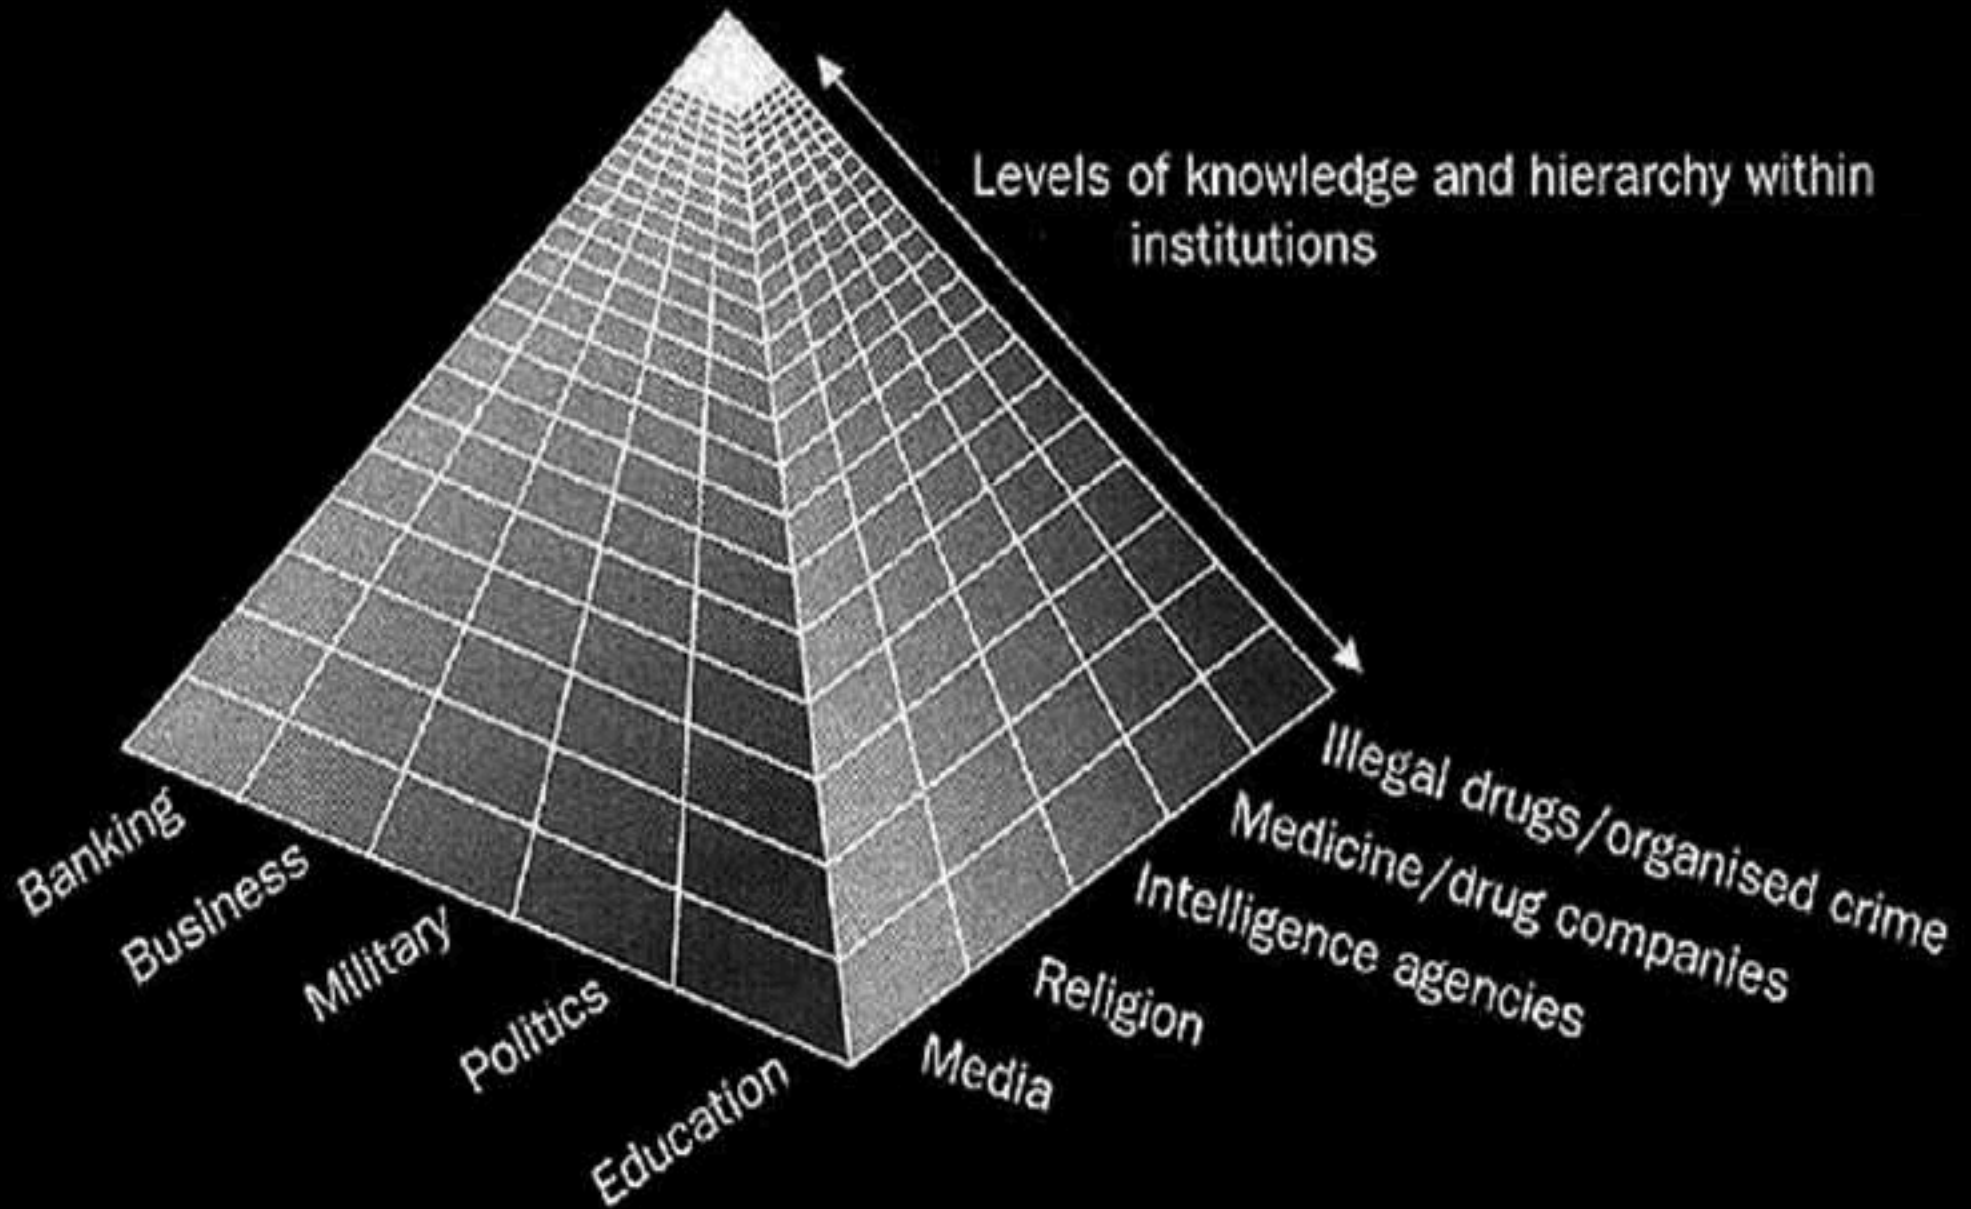 Levels of knowledge and hierarchy within
institutions
Banking
Business
Military
Politics
Education
Media
Religion
Intelligence agencies
Medicine/drug companies
Illegal drugs/organised crime